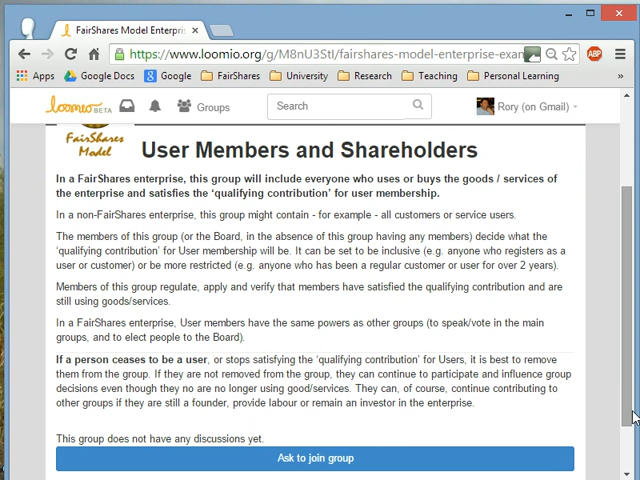 FairShares Model Enterpris
https://www.loomio.org/g/M8nU3StI/fairshares-model-enterprise-exam
Apps Google Docs Google FairShares University Research Teaching Personal Learning
loomio BETA Groups Search Rory (on Gmail)
FairShares
Model
User Members and Shareholders
In a FairShares enterprise, this group will include everyone who uses or buys the goods / services of
the enterprise and satisfies the 'qualifying contribution' for user membership.
In a non-FairShares enterprise, this group might contain - for example - all customers or service users.
The members of this group (or the Board, in the absence of this group having any members) decide what the
'qualifying contribution' for User membership will be. It can be set to be inclusive (e.g. anyone who registers as a
user or customer) or be more restricted (e.g. anyone who has been a regular customer or user for over 2 years).
Members of this group regulate, apply and verify that members have satisfied the qualifying contribution and are
still using goods/services.
In a FairShares enterprise, User members have the same powers as other groups (to speak/vote in the main
groups, and to elect people to the Board).
If a person ceases to be a user, or stops satisfying the 'qualifying contribution' for Users, it is best to remove
them from the group. If they are not removed from the group, they can continue to participate and influence group
decisions even though they no are no longer using good/services. They can, of course, continue contributing to
other groups if they are still a founder, provide labour or remain an investor in the enterprise.
This group does not have any discussions yet.
Ask to join group